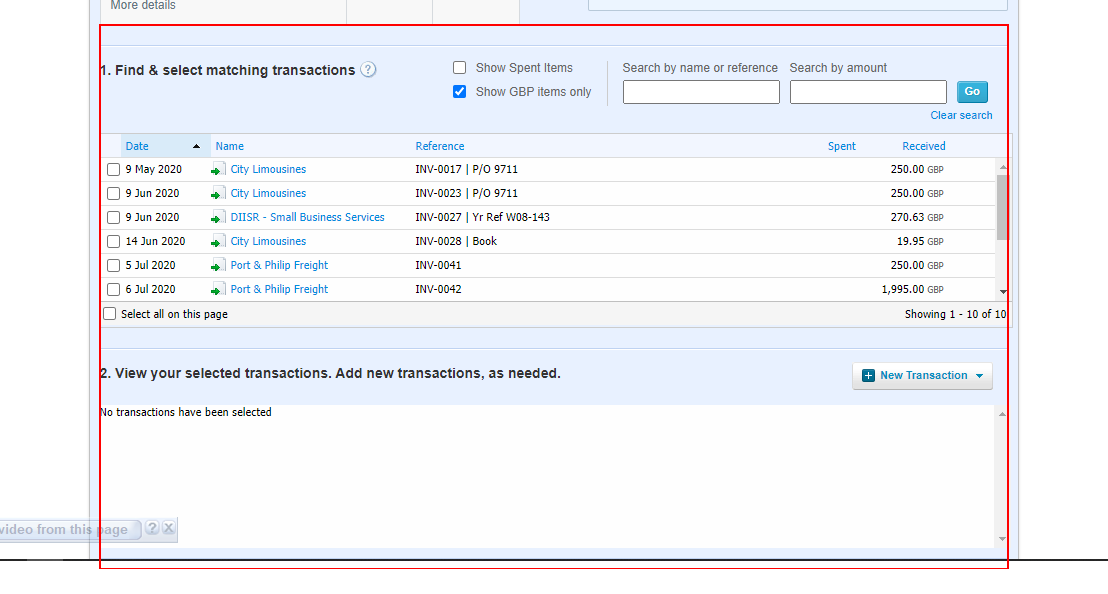 More details
1. Find & select matching transactions ?
Show Spent Items
Show GBP items only
Search by name or reference
Search by amount
Go
Clear search
Date Name Reference Spent Received
9 May 2020 City Limousines INV-0017 | P/O 9711 250.00 GBP
9 Jun 2020 City Limousines INV-0023 | P/O 9711 250.00 GBP
9 Jun 2020 DIISR - Small Business Services INV-0027 | Yr Ref W08-143 270.63 GBP
14 Jun 2020 City Limousines INV-0028 | Book 19.95 GBP
5 Jul 2020 Port & Philip Freight INV-0041 250.00 GBP
6 Jul 2020 Port & Philip Freight INV-0042 1,995.00 GBP
Select all on this page Showing 1 - 10 of 10
2. View your selected transactions. Add new transactions, as needed.
New Transaction
No transactions have been selected
video from this page ? X